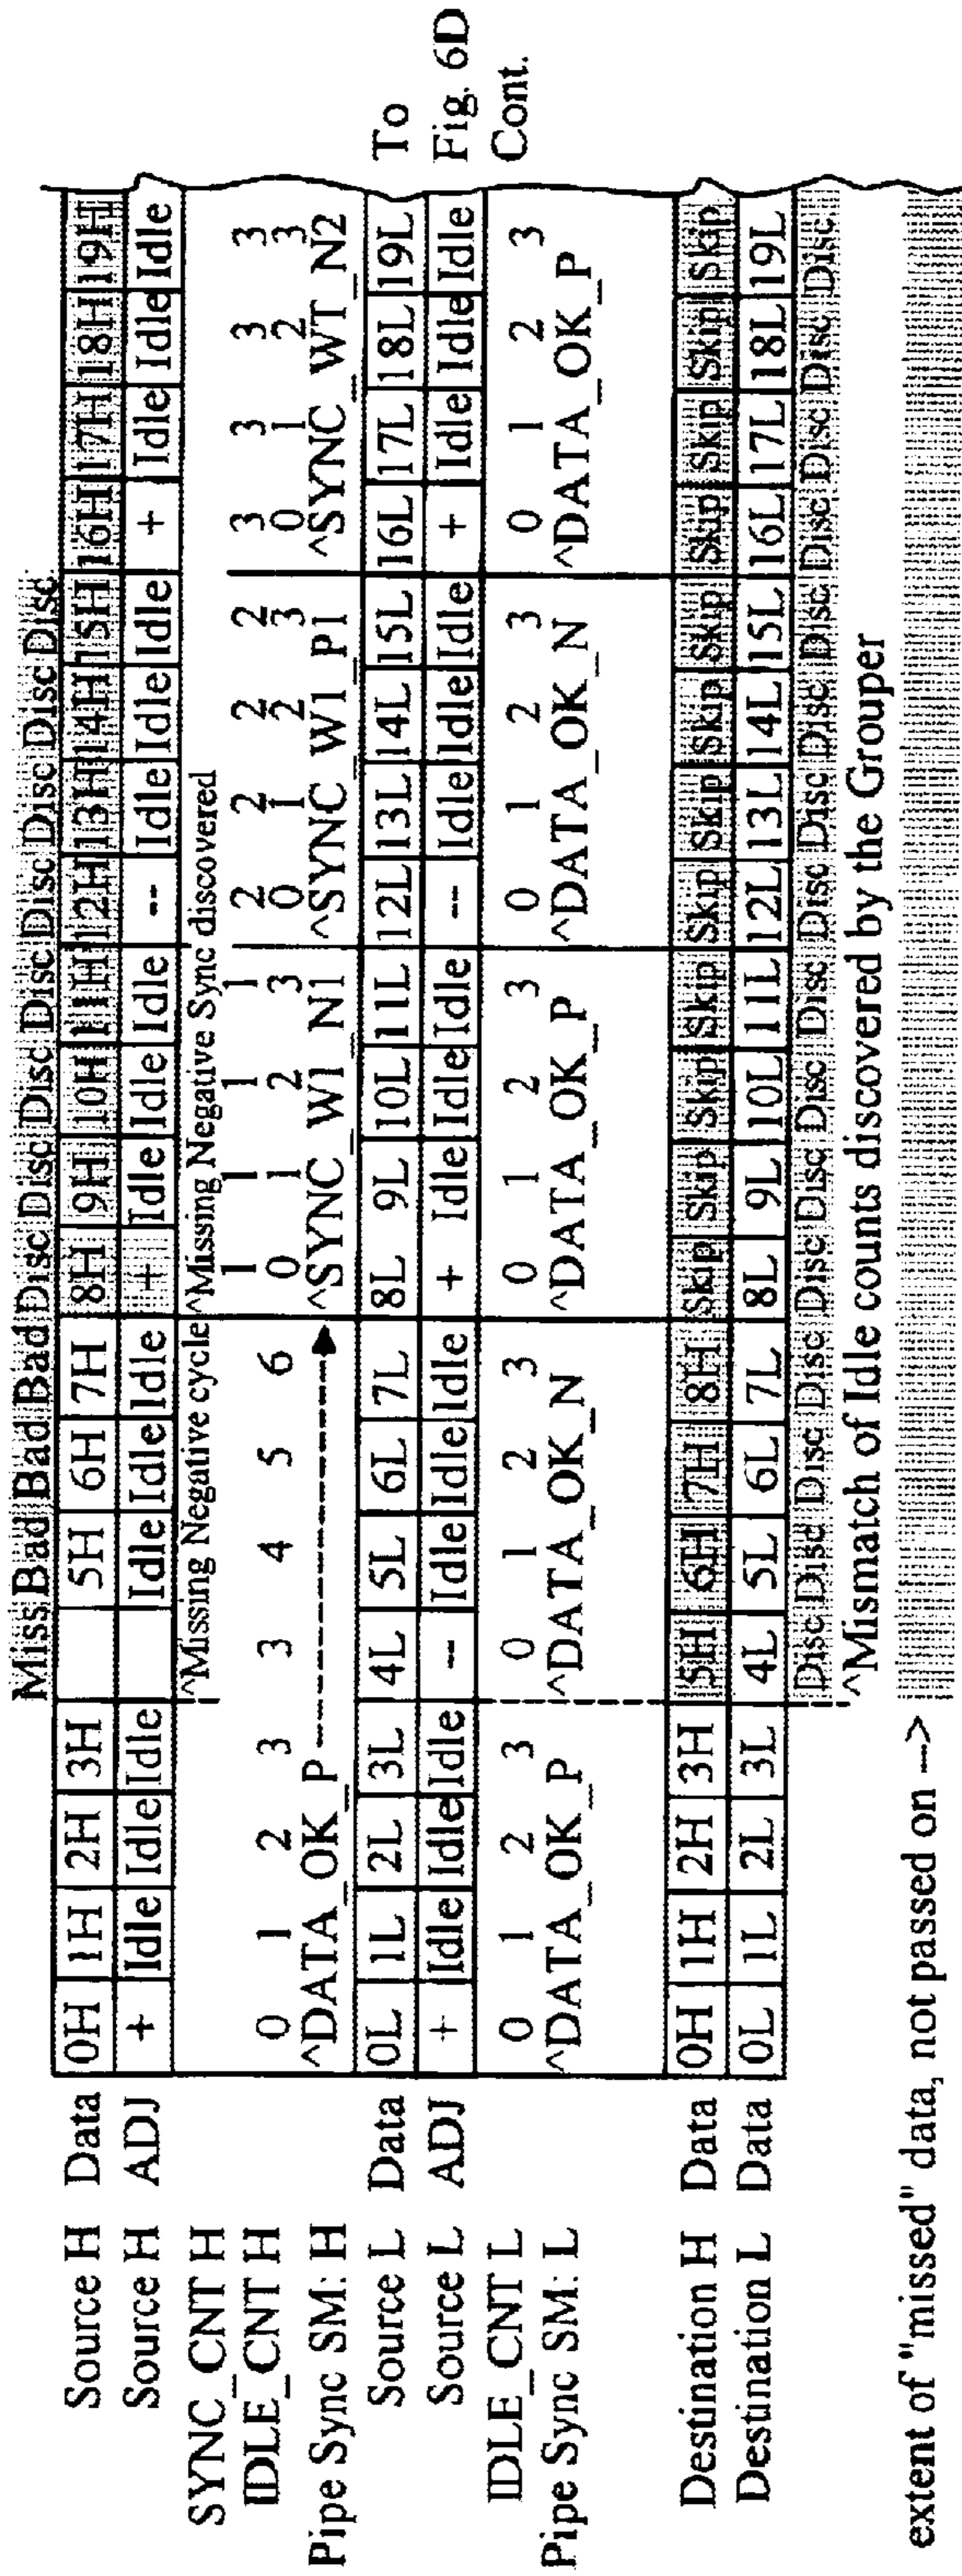 Miss Bad Bad Bad Disc Disc Disc Disc Disc Disc Disc Disc
Source H Data 0H 1H 2H 3H 5H 6H 7H 8H 9H 10H 11H 12H 13H 14H 15H 16H 17H 18H 19H
Source H ADJ + Idle Idle Idle Idle Idle Idle + Idle Idle Idle -- Idle Idle Idle + Idle Idle Idle
^Missing Negative cycle ^Missing Negative Sync discovered
SYNC_CNT H 1 1 1 1 2 2 2 2 3 3 3 3
IDLE_CNT H 0 1 2 3 3 4 5 6 0 1 2 3 0 1 2 3 0 1 2 3
Pipe Sync SM: H ^DATA_OK_P ------> ^SYNC_W1_N1 ^SYNC_W1_P1 ^SYNC_WT_N2
Source L Data 0L 1L 2L 3L 4L 5L 6L 7L 8L 9L 10L 11L 12L 13L 14L 15L 16L 17L 18L 19L To
Source L ADJ + Idle Idle Idle -- Idle Idle Idle + Idle Idle Idle -- Idle Idle Idle + Idle Idle Idle Fig. 6D
IDLE_CNT L 0 1 2 3 0 1 2 3 0 1 2 3 0 1 2 3 0 1 2 3 Cont.
Pipe Sync SM: L ^DATA_OK_P ^DATA_OK_N ^DATA_OK_P ^DATA_OK_N ^DATA_OK_P
Destination H Data 0H 1H 2H 3H 5H 6H 7H 8H Skip Skip Skip Skip Skip Skip Skip Skip Skip Skip Skip Skip
Destination L Data 0L 1L 2L 3L 4L 5L 6L 7L 8L 9L 10L 11L 12L 13L 14L 15L 16L 17L 18L 19L
Disc Disc Disc Disc Disc Disc Disc Disc Disc Disc Disc Disc Disc Disc Disc Disc
^Mismatch of Idle counts discovered by the Grouper
extent of "missed" data, not passed on -->